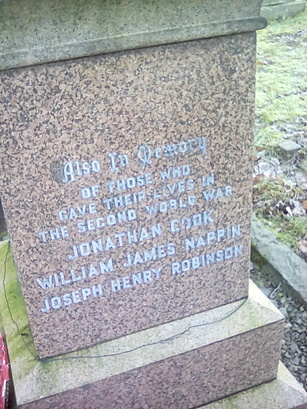 Also In Memory
OF THOSE WHO
GAVE THEIR LIVES IN
THE SECOND WORLD WAR
JONATHAN COOK
WILLIAM JAMES NAPPIN
JOSEPH HENRY ROBINSON